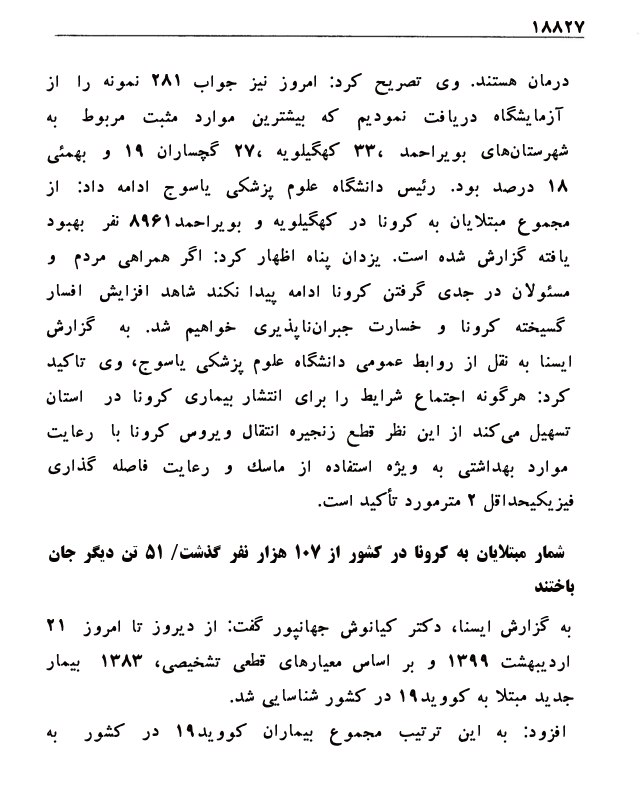 ۱۸۸۲۷
درمان هستند. وی تصریح کرد: امروز نیز جواب ۲۸۱ نمونه را از
آزمایشگاه دریافت نمودیم که بیشترین موارد مثبت مربوط به
شهرستان‌های بویراحمد ،۳۳ کهگیلویه ،۲۷ گچساران ۱۹ و بهمئی
۱۸ درصد بود. رئیس دانشگاه علوم پزشکی یاسوج ادامه داد: از
مجموع مبتلایان به کرونا در کهگیلویه و بویراحمد۸۹۶۱ نفر بهبود
یافته گزارش شده است. یزدان پناه اظهار کرد: اگر همراهی مردم و
مسئولان در جدی گرفتن کرونا ادامه پیدا نکند شاهد افزایش افسار
گسیخته کرونا و خسارت جبران‌ناپذیری خواهیم شد. به گزارش
ایسنا به نقل از روابط عمومی دانشگاه علوم پزشکی یاسوج، وی تاکید
کرد: هرگونه اجتماع شرایط را برای انتشار بیماری کرونا در استان
تسهیل می‌کند از این نظر قطع زنجیره انتقال ویروس کرونا با رعایت
موارد بهداشتی به ویژه استفاده از ماسك و رعایت فاصله گذاری
فیزیکیحداقل ۲ مترمورد تأکید است.
شمار مبتلایان به کرونا در کشور از ۱۰۷ هزار نفر گذشت/ ۵۱ تن دیگر جان
باختند
به گزارش ایسنا، دکتر کیانوش جهانپور گفت: از دیروز تا امروز ۲۱
اردیبهشت ۱۳۹۹ و بر اساس معیارهای قطعی تشخیصی، ۱۳۸۳ بیمار
جدید مبتلا به کووید۱۹ در کشور شناسایی شد.
افزود: به این ترتیب مجموع بیماران کووید۱۹ در کشور به